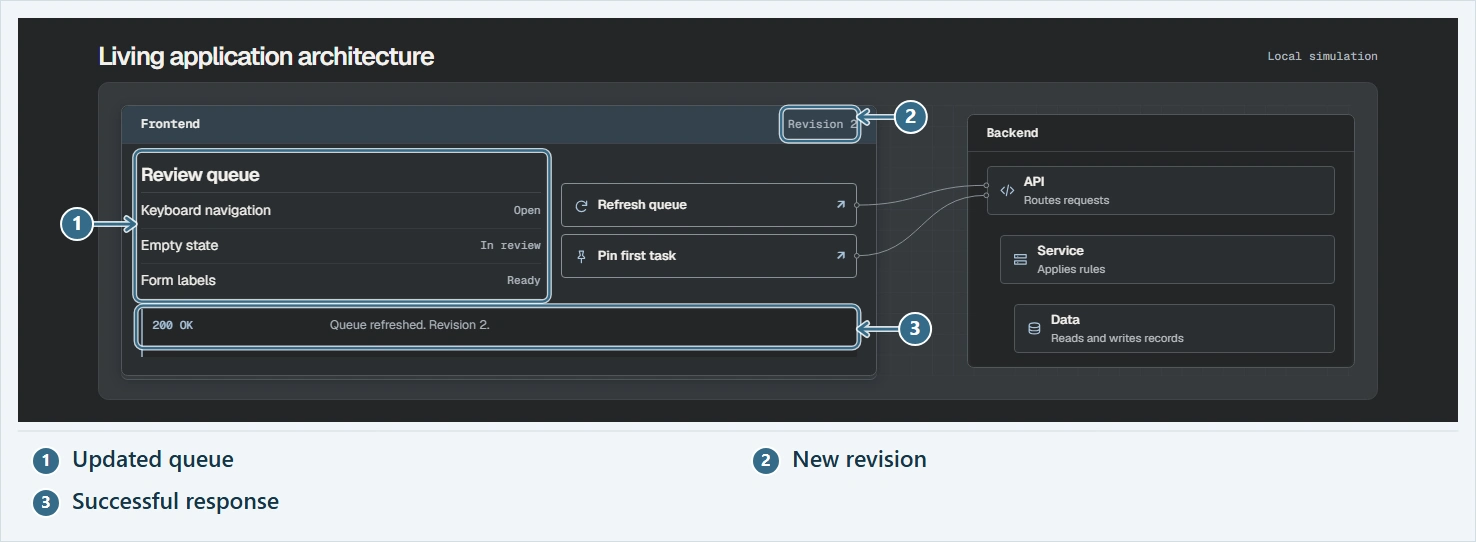 Living application architecture
Local simulation
Frontend
Revision 2
2
Backend
1
Review queue
Keyboard navigation Open
Empty state In review
Form labels Ready
Refresh queue
Pin first task
API
Routes requests
Service
Applies rules
Data
Reads and writes records
200 OK Queue refreshed. Revision 2.
3
1 Updated queue
2 New revision
3 Successful response